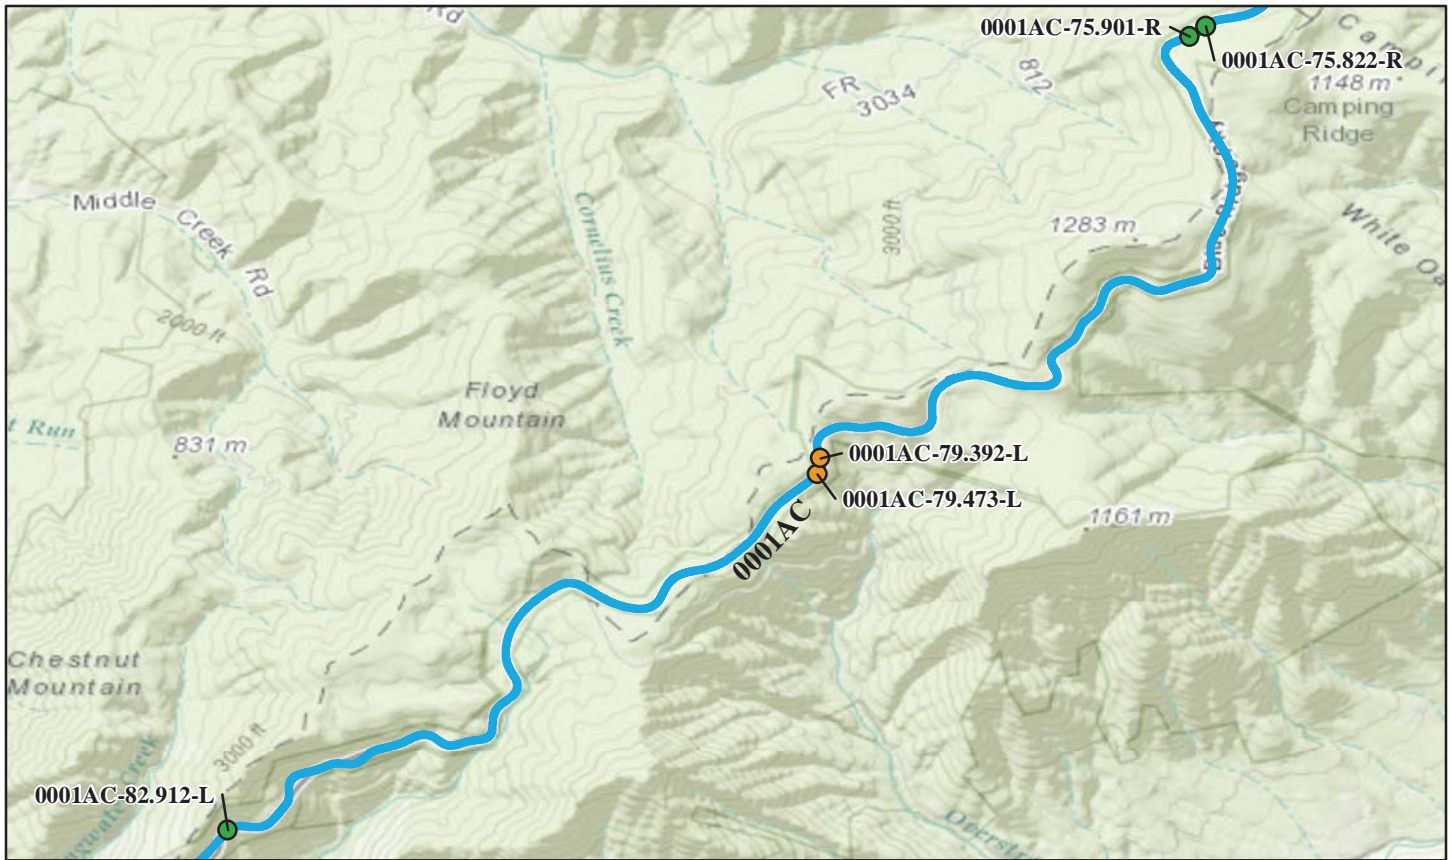 Rd
0001AC-75.901-R
0001AC-75.822-R
812
FR
3034
1148 m
Camping
Ridge
Middle Creek Rd
Cornelius Creek
3000 ft
1283 m
White
2000 ft
Floyd
Mountain
t Run
831 m
0001AC-79.392-L
0001AC-79.473-L
0001AC
1161 m
Chestnut
Mountain
3000 ft
0001AC-82.912-L
Creek